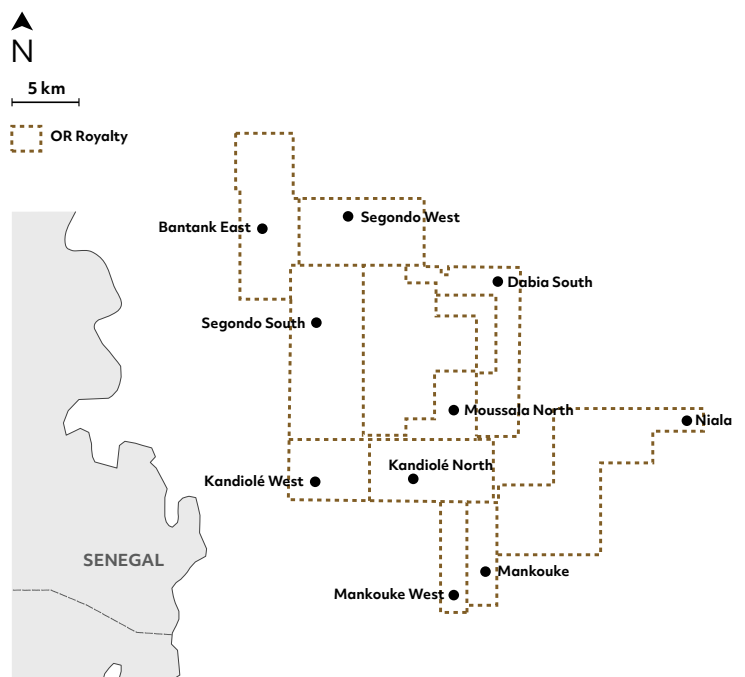 N
5 km
OR Royalty
Segondo West
Bantank East
Dabia South
Segondo South
Moussala North
Niala
Kandiolé North
Kandiolé West
SENEGAL
Mankouke
Mankouke West